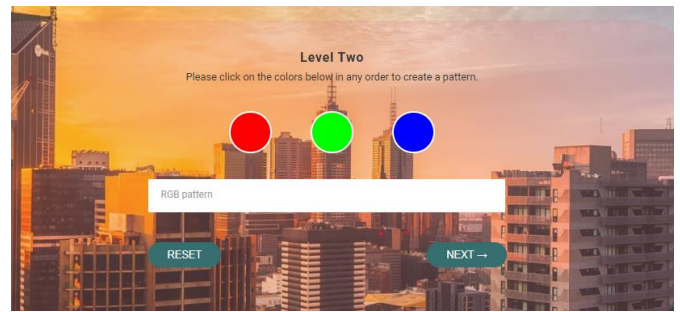 Level Two
Please click on the colors below in any order to create a pattern.
RGB pattern
RESET
NEXT →